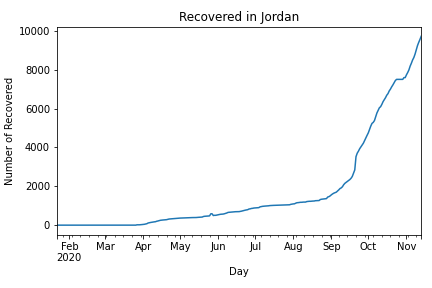 Recovered in Jordan
Number of Recovered
10000
8000
6000
4000
2000
0
Feb Mar Apr May Jun Jul Aug Sep Oct Nov
2020
Day